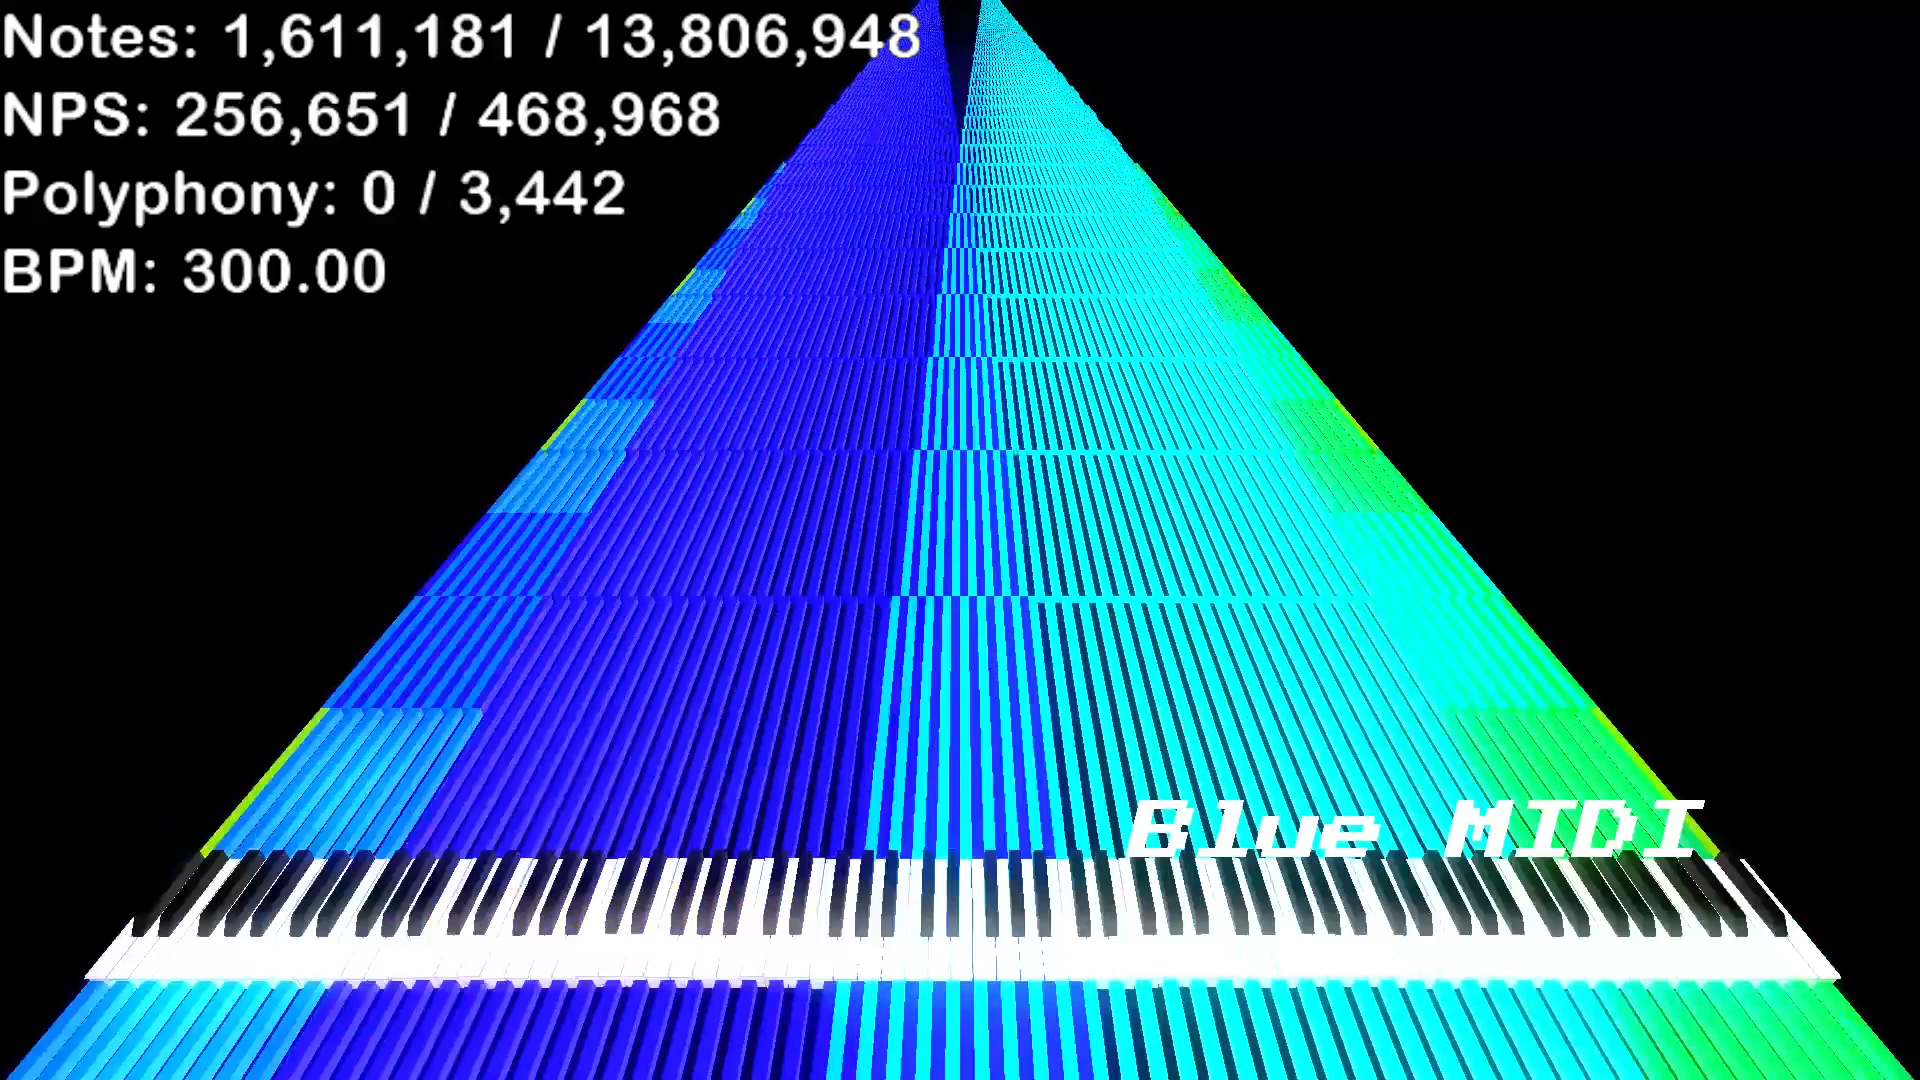 Notes: 1,611,181 / 13,806,948
NPS: 256,651 / 468,968
Polyphony: 0 / 3,442
BPM: 300.00
Blue MIDI